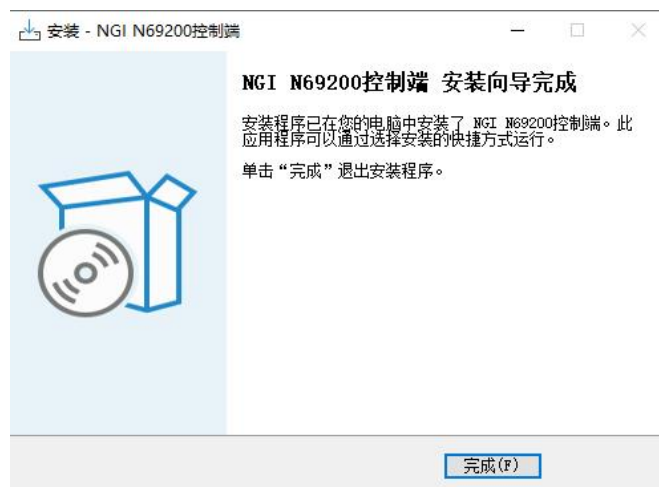 安装 - NGI N69200控制端
NGI N69200控制端 安装向导完成
安装程序已在您的电脑中安装了 NGI N69200控制端。此
应用程序可以通过选择安装的快捷方式运行。
单击“完成”退出安装程序。
完成(F)